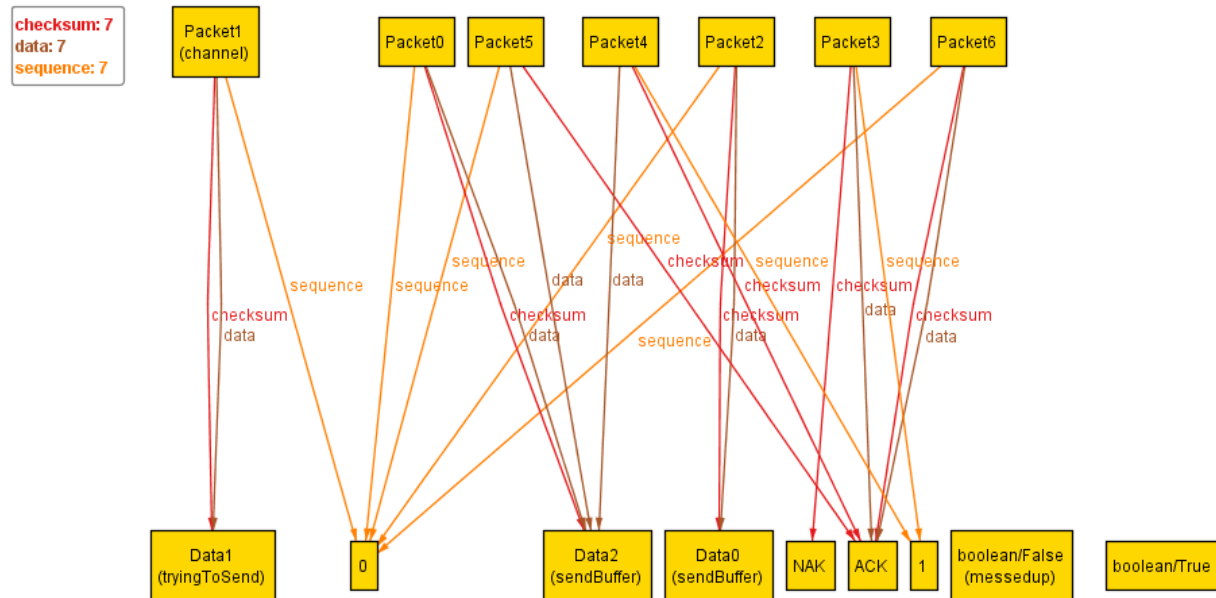 checksum: 7
data: 7
sequence: 7
Packet1
(channel)
Packet0
Packet5
Packet4
Packet2
Packet3
Packet6
sequence
sequence
checksum
sequence
sequence
sequence
sequence
data
data
checksum
checksum
checksum
data
checksum
data
checksum
data
checksum
data
checksum
data
sequence
Data1
(tryingToSend)
0
Data2
(sendBuffer)
Data0
(sendBuffer)
NAK
ACK
1
boolean/False
(messedup)
boolean/True